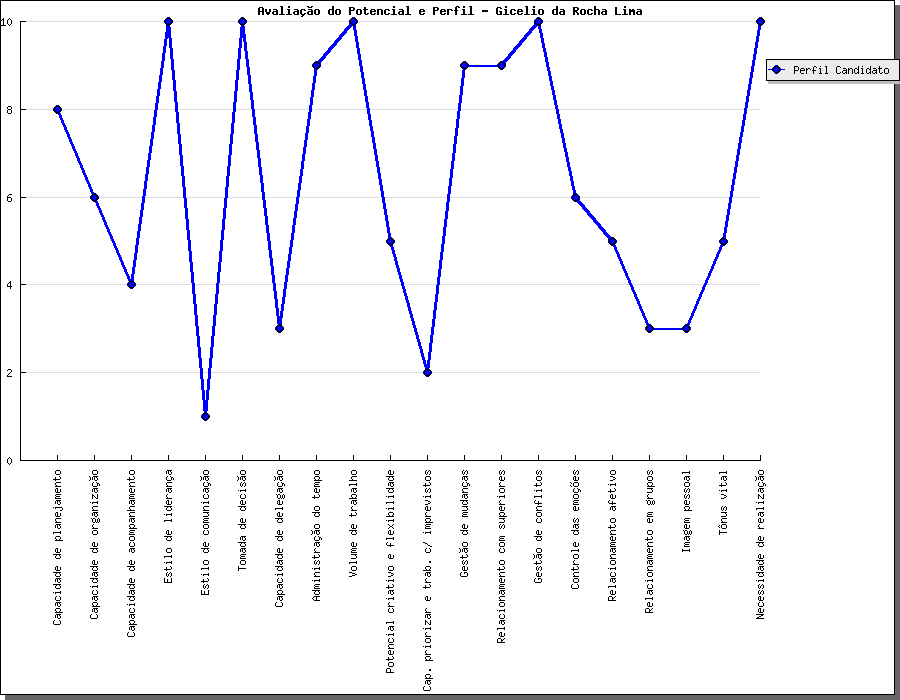 Avaliação do Potencial e Perfil - Gicelio da Rocha Lima
10
8
6
4
2
0
Perfil Candidato
Capacidade de planejamento
Capacidade de organização
Capacidade de acompanhamento
Estilo de liderança
Estilo de comunicação
Tomada de decisão
Capacidade de delegação
Administração do tempo
Volume de trabalho
Potencial criativo e flexibilidade
Cap. priorizar e trab. c/ imprevistos
Gestão de mudanças
Relacionamento com superiores
Gestão de conflitos
Controle das emoções
Relacionamento afetivo
Relacionamento em grupos
Imagem pessoal
Tônus vital
Necessidade de realização